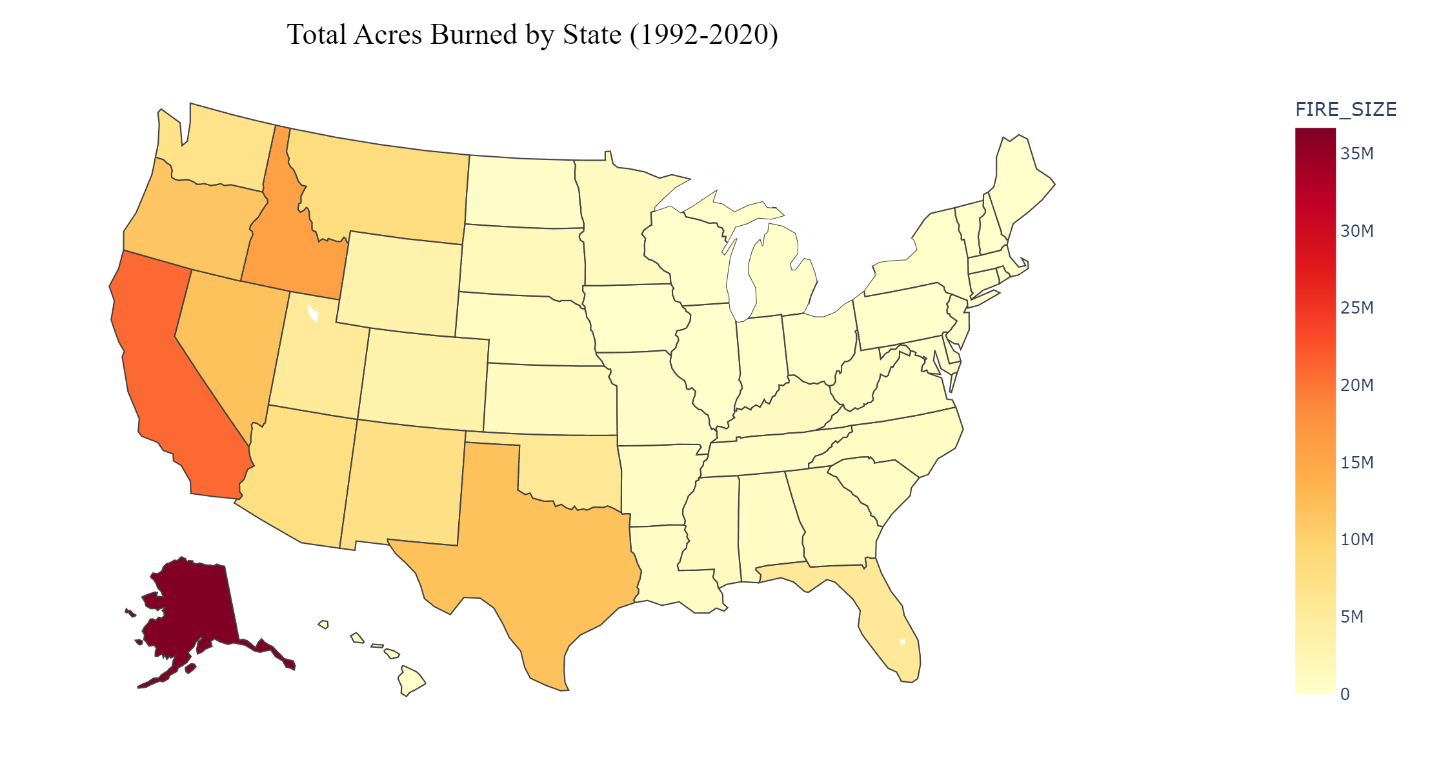 Total Acres Burned by State (1992-2020)
FIRE_SIZE
35M
30M
25M
20M
15M
10M
5M
0